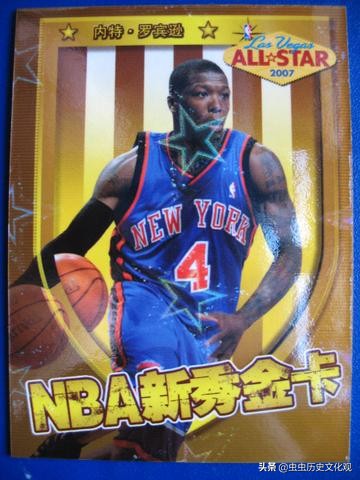 内特·罗宾逊
Las Vegas
ALL★STAR
2007
NEW YORK
4
NBA新秀金卡
头条 @虫虫历史文化观